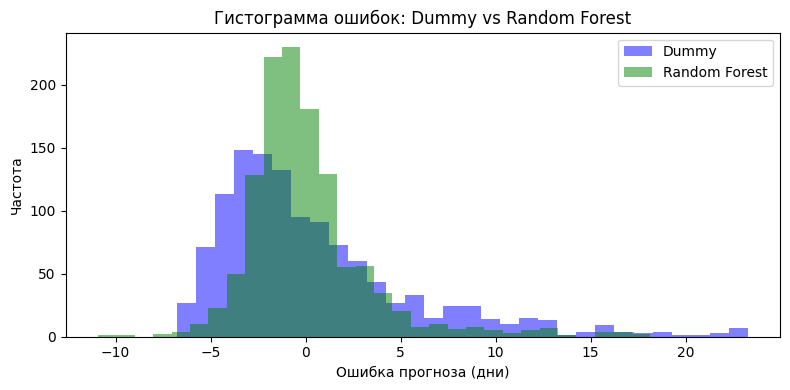 Гистограмма ошибок: Dummy vs Random Forest
Dummy
Random Forest
Частота
200
150
100
50
0
−10
−5
0
5
10
15
20
Ошибка прогноза (дни)